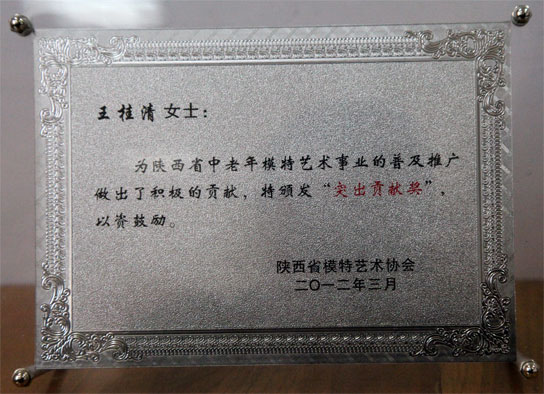 王桂清女士：
为陕西省中老年模特艺术事业的普及推广
做出了积极的贡献，特颁发“突出贡献奖”，
以资鼓励。
陕西省模特艺术协会
二〇一二年三月